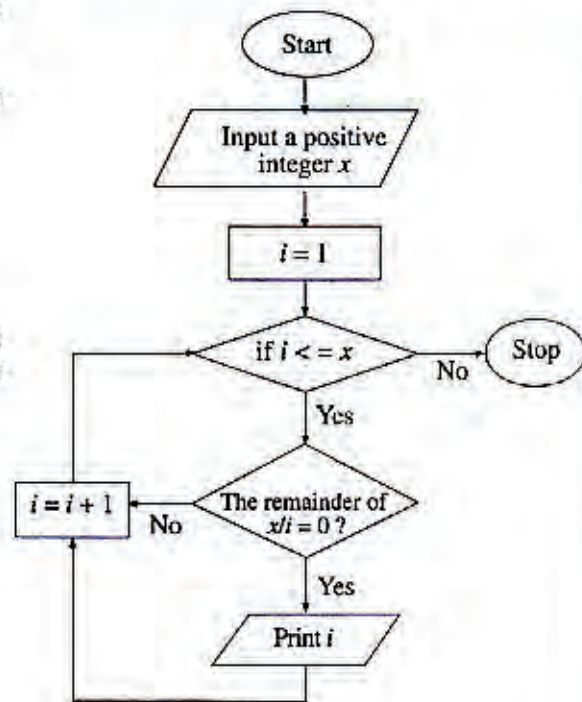 Start
Input a positive
integer x
i = 1
if i < = x
No
Stop
Yes
The remainder of
x/i = 0 ?
No
i = i + 1
Yes
Print i